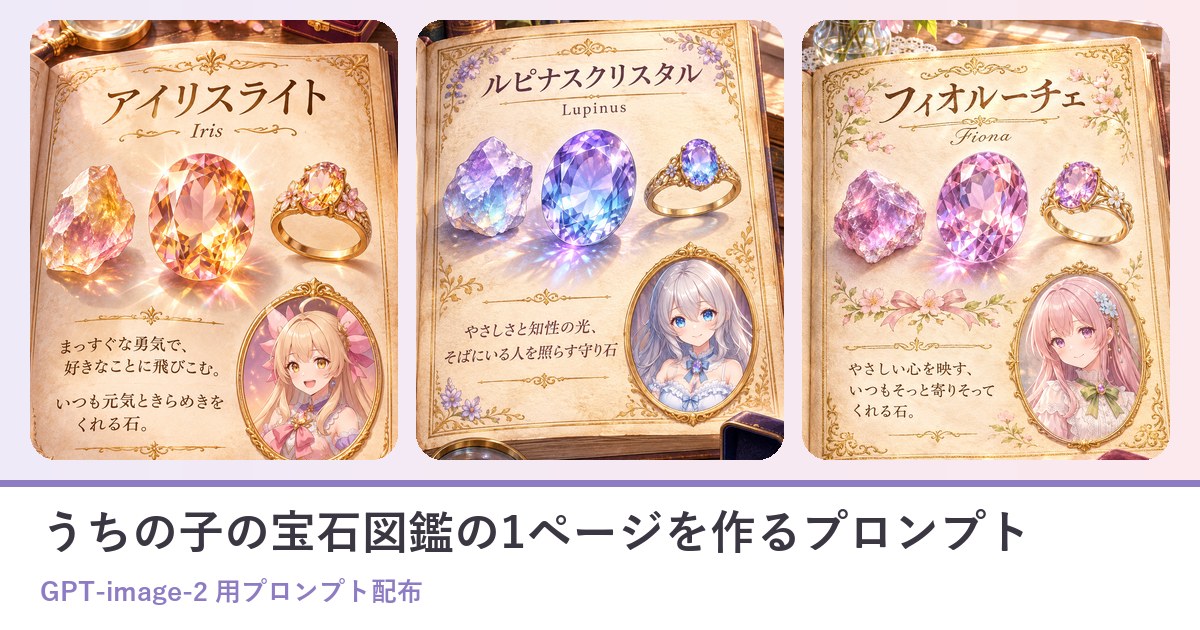 アイリスライト
Iris
まっすぐな勇気で、
好きなことに飛びこむ。
いつも元気ときらめきを
くれる石。
ルピナスクリスタル
Lupinus
やさしさと知性の光、
そばにいる人を照らす守り石
フィオルーチェ
Fiona
やさしい心を映す、
いつもそっと寄りそって
くれる石。
うちの子の宝石図鑑の1ページを作るプロンプト
GPT-image-2 用プロンプト配布